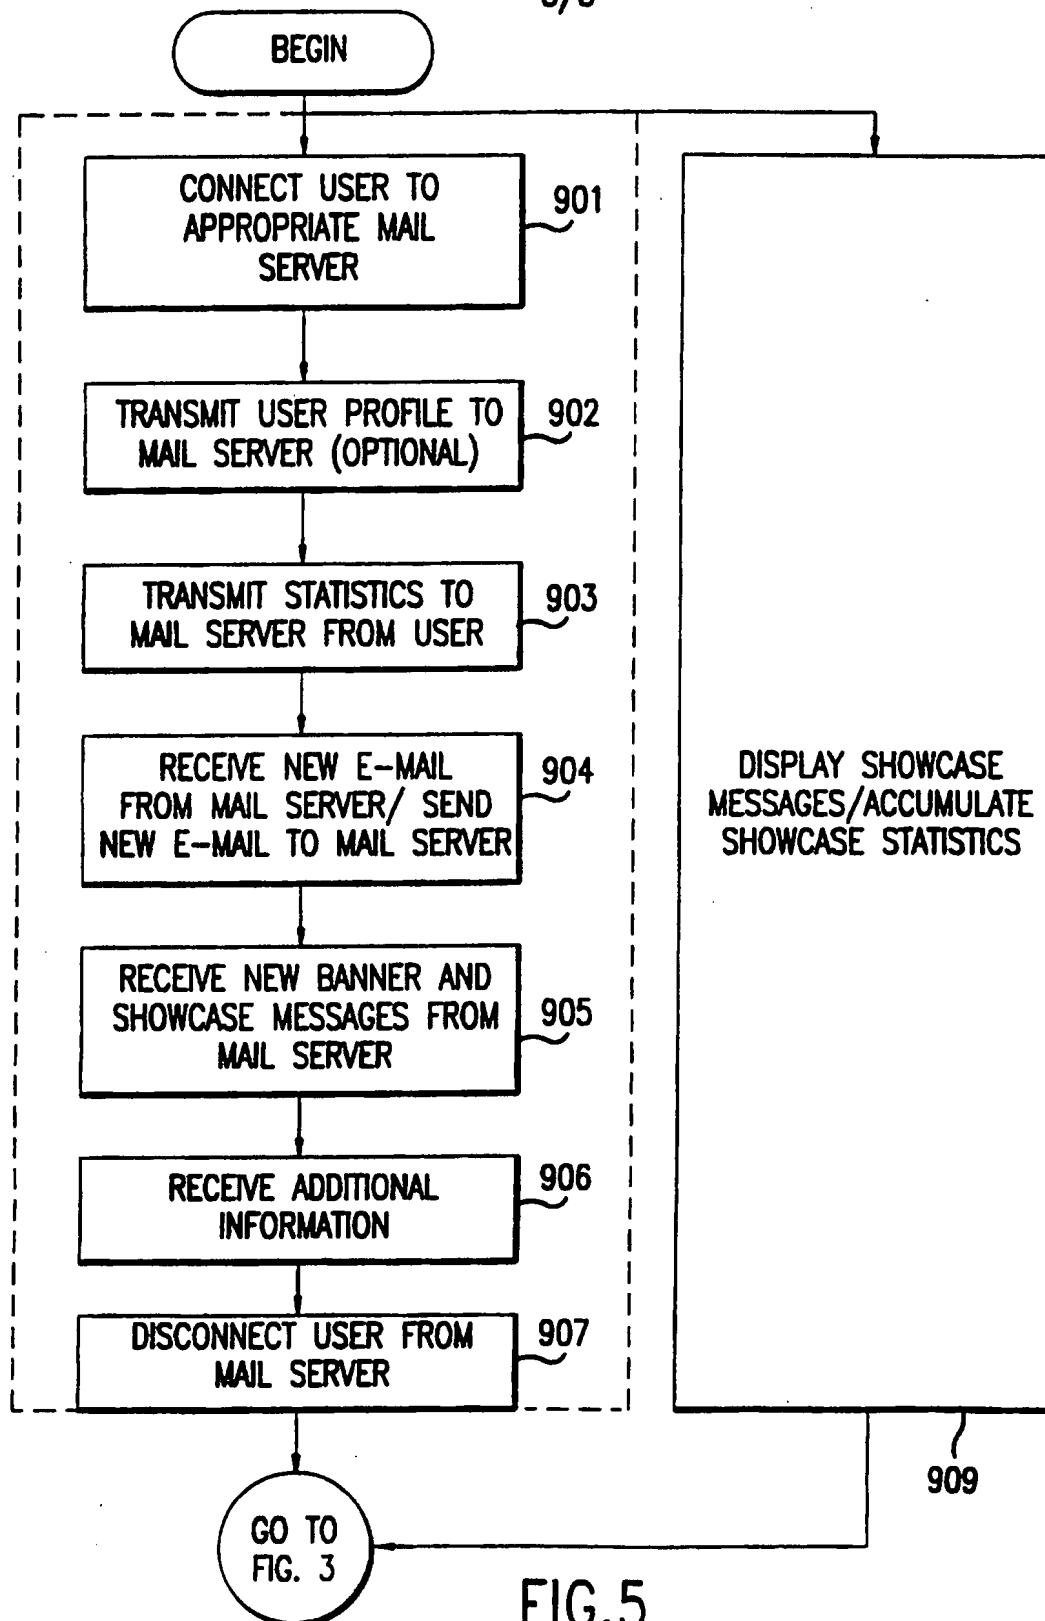 BEGIN
CONNECT USER TO
APPROPRIATE MAIL
SERVER
901
TRANSMIT USER PROFILE TO
MAIL SERVER (OPTIONAL)
902
TRANSMIT STATISTICS TO
MAIL SERVER FROM USER
903
RECEIVE NEW E-MAIL
FROM MAIL SERVER/ SEND
NEW E-MAIL TO MAIL SERVER
904
RECEIVE NEW BANNER AND
SHOWCASE MESSAGES FROM
MAIL SERVER
905
RECEIVE ADDITIONAL
INFORMATION
906
DISCONNECT USER FROM
MAIL SERVER
907
DISPLAY SHOWCASE
MESSAGES/ACCUMULATE
SHOWCASE STATISTICS
909
GO TO
FIG. 3
FIG.5